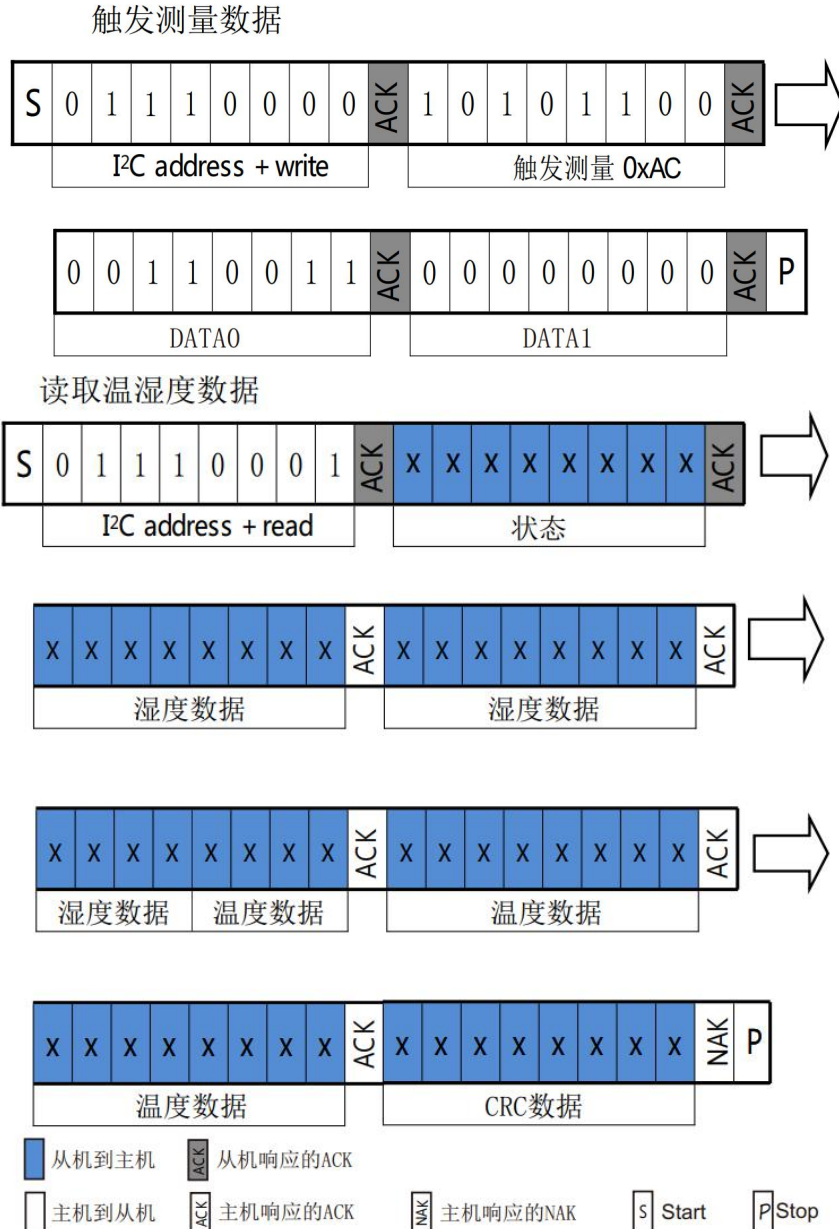 触发测量数据
S 0 1 1 1 0 0 0 0 ACK 1 0 1 0 1 1 0 0 ACK
I²C address + write 触发测量 0xAC
0 0 1 1 0 0 1 1 ACK 0 0 0 0 0 0 0 0 ACK P
DATA0 DATA1
读取温湿度数据
S 0 1 1 1 0 0 0 1 ACK X X X X X X X X ACK
I²C address + read 状态
X X X X X X X X ACK X X X X X X X X ACK
湿度数据 湿度数据
X X X X X X X X ACK X X X X X X X X ACK
湿度数据 温度数据 温度数据
X X X X X X X X ACK X X X X X X X X NAK P
温度数据 CRC数据
从机到主机 ACK 从机响应的ACK
主机到从机 ACK 主机响应的ACK NAK 主机响应的NAK S Start P Stop